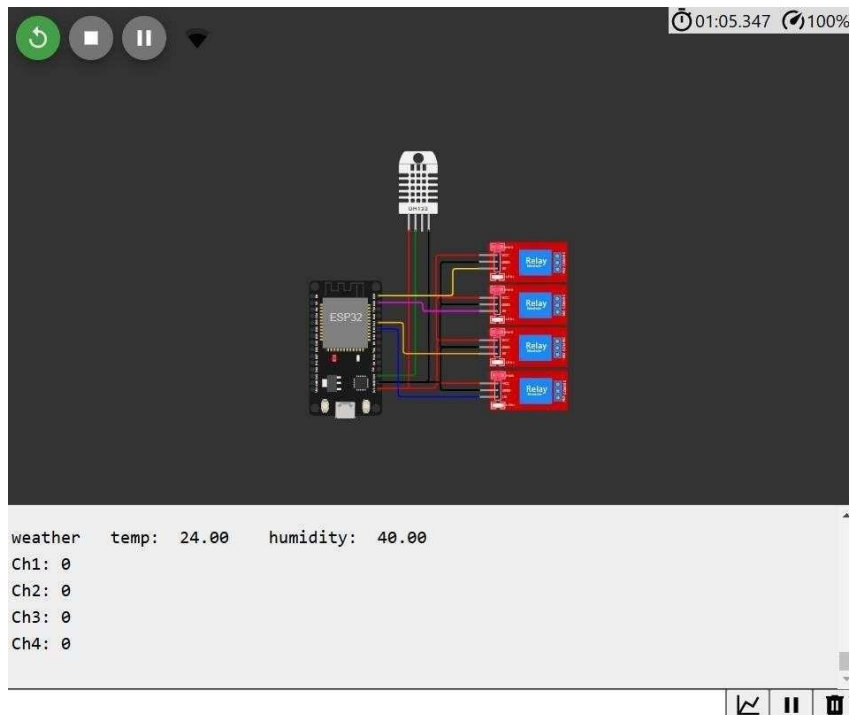 01:05.347 100%
DHT22
Relay
ESP32
Relay
Relay
Relay
weather temp: 24.00 humidity: 40.00
Ch1: 0
Ch2: 0
Ch3: 0
Ch4: 0